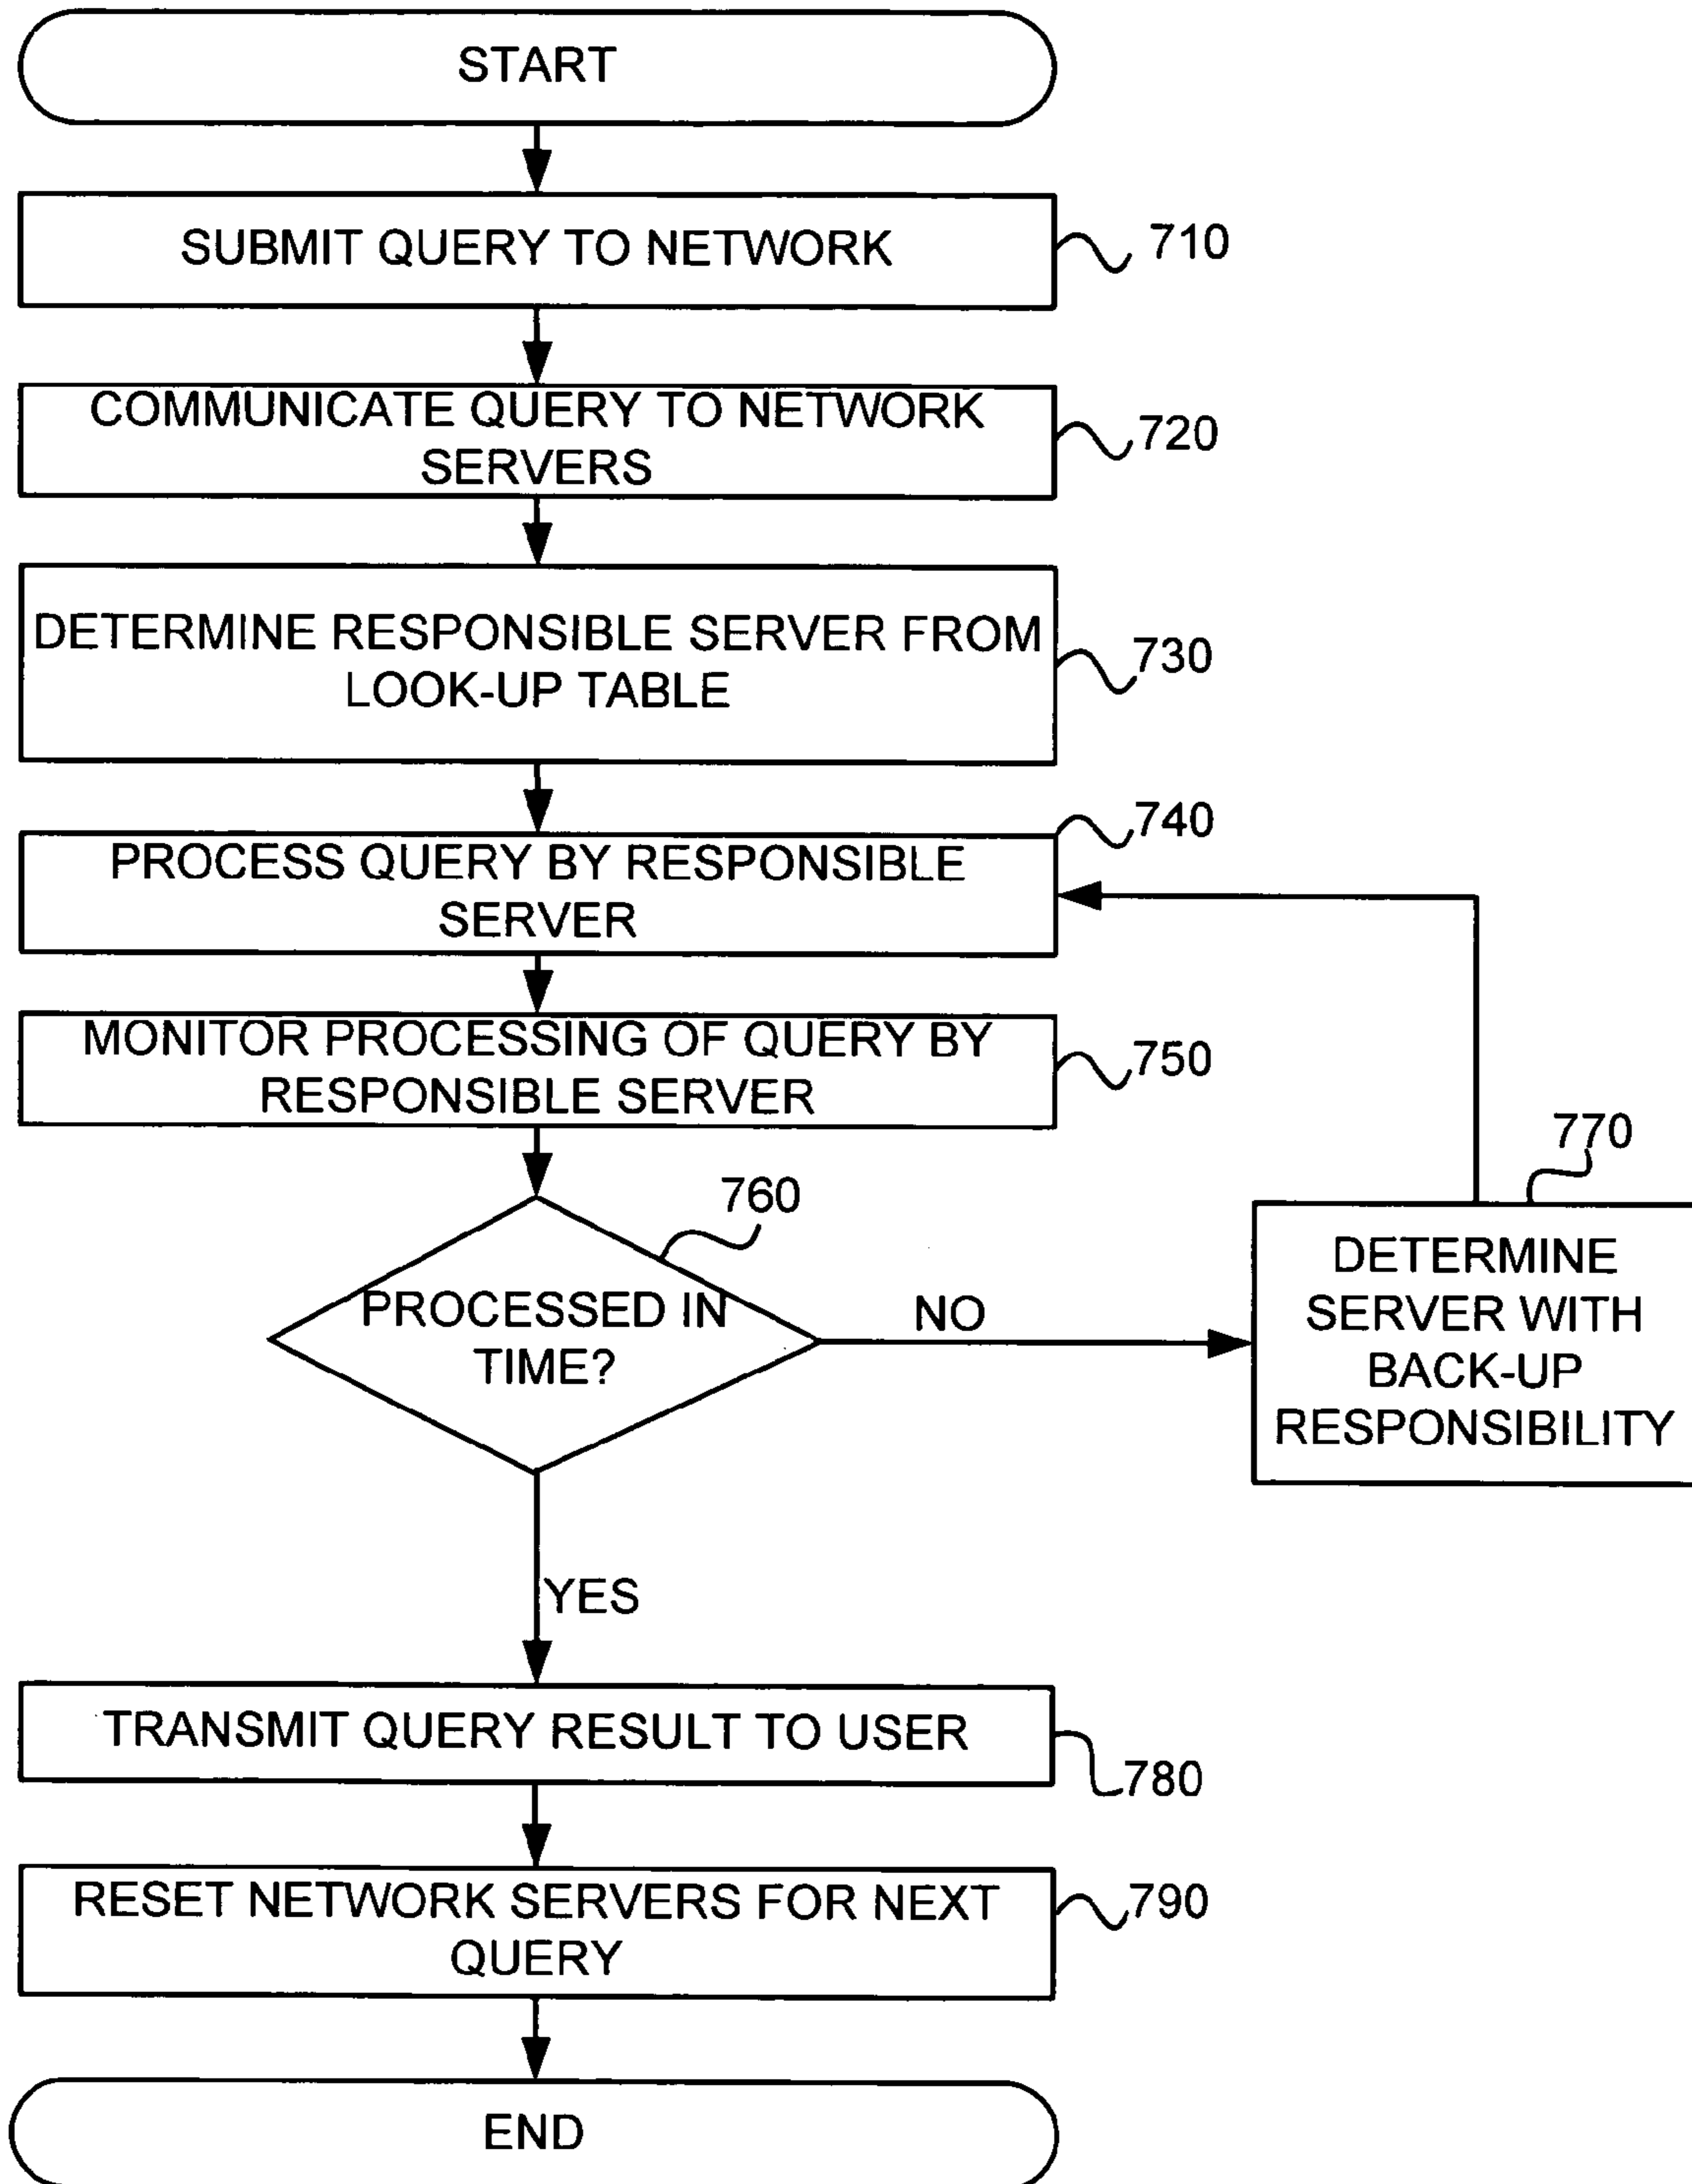 START
SUBMIT QUERY TO NETWORK
710
COMMUNICATE QUERY TO NETWORK
SERVERS
720
DETERMINE RESPONSIBLE SERVER FROM
LOOK-UP TABLE
730
PROCESS QUERY BY RESPONSIBLE
SERVER
740
MONITOR PROCESSING OF QUERY BY
RESPONSIBLE SERVER
750
PROCESSED IN
TIME?
760
NO
DETERMINE
SERVER WITH
BACK-UP
RESPONSIBILITY
770
YES
TRANSMIT QUERY RESULT TO USER
780
RESET NETWORK SERVERS FOR NEXT
QUERY
790
END